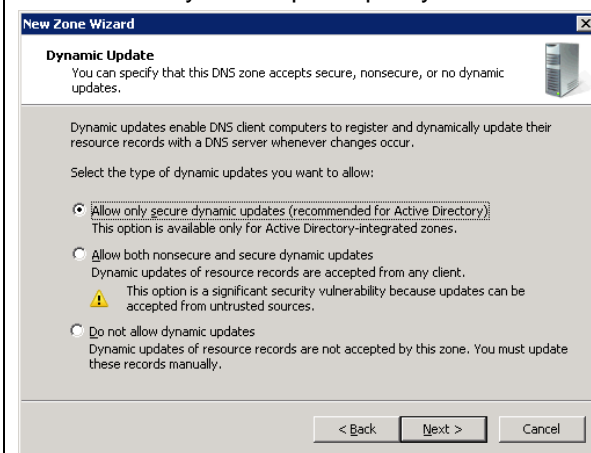 New Zone Wizard
Dynamic Update
You can specify that this DNS zone accepts secure, nonsecure, or no dynamic
updates.
Dynamic updates enable DNS client computers to register and dynamically update their
resource records with a DNS server whenever changes occur.
Select the type of dynamic updates you want to allow:
Allow only secure dynamic updates (recommended for Active Directory)
This option is available only for Active Directory-integrated zones.
Allow both nonsecure and secure dynamic updates
Dynamic updates of resource records are accepted from any client.
This option is a significant security vulnerability because updates can be
accepted from untrusted sources.
Do not allow dynamic updates
Dynamic updates of resource records are not accepted by this zone. You must update
these records manually.
< Back Next > Cancel